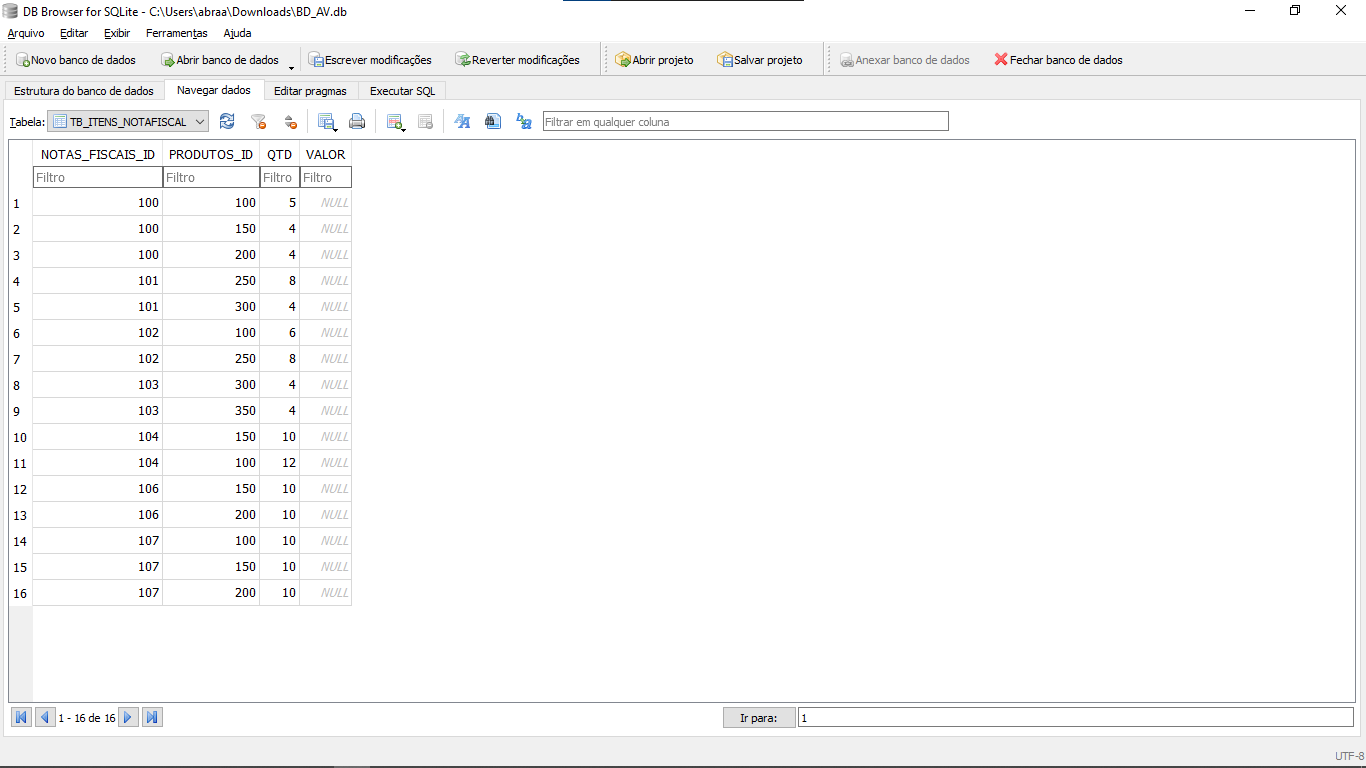 DB Browser for SQLite - C:\Users\abraa\Downloads\BD_AV.db
Arquivo Editar Exibir Ferramentas Ajuda
Novo banco de dados Abrir banco de dados Escrever modificações Reverter modificações Abrir projeto Salvar projeto Anexar banco de dados Fechar banco de dados
Estrutura do banco de dados Navegar dados Editar pragmas Executar SQL
Tabela: TB_ITENS_NOTAFISCAL Filtrar em qualquer coluna
NOTAS_FISCAIS_ID PRODUTOS_ID QTD VALOR
Filtro Filtro Filtro Filtro
1 100 100 5 NULL
2 100 150 4 NULL
3 100 200 4 NULL
4 101 250 8 NULL
5 101 300 4 NULL
6 102 100 6 NULL
7 102 250 8 NULL
8 103 300 4 NULL
9 103 350 4 NULL
10 104 150 10 NULL
11 104 100 12 NULL
12 106 150 10 NULL
13 106 200 10 NULL
14 107 100 10 NULL
15 107 150 10 NULL
16 107 200 10 NULL
1 - 16 de 16 Ir para: 1
UTF-8